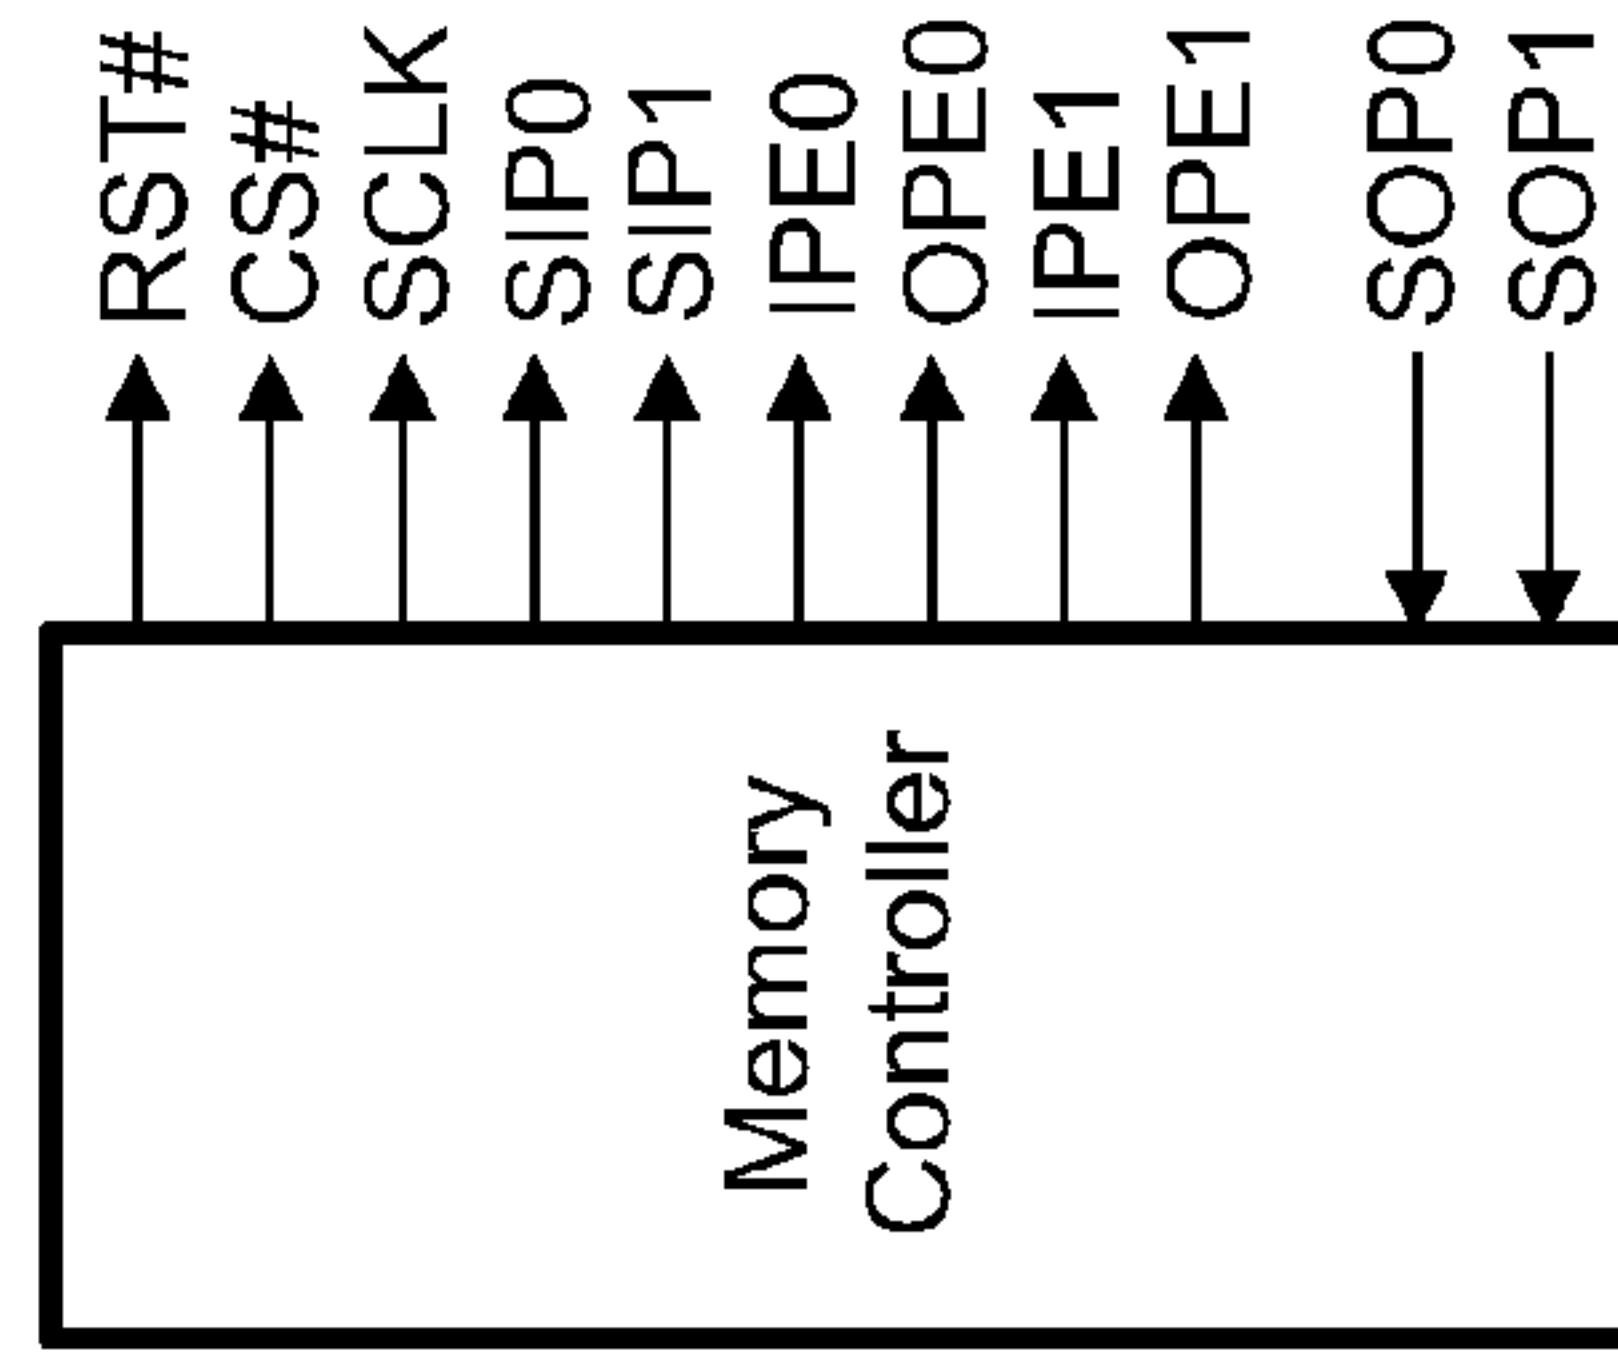 RST#
CS#
SCLK
SIP0
SIP1
IPE0
OPE0
IPE1
OPE1
SOP0
SOP1
Memory
Controller